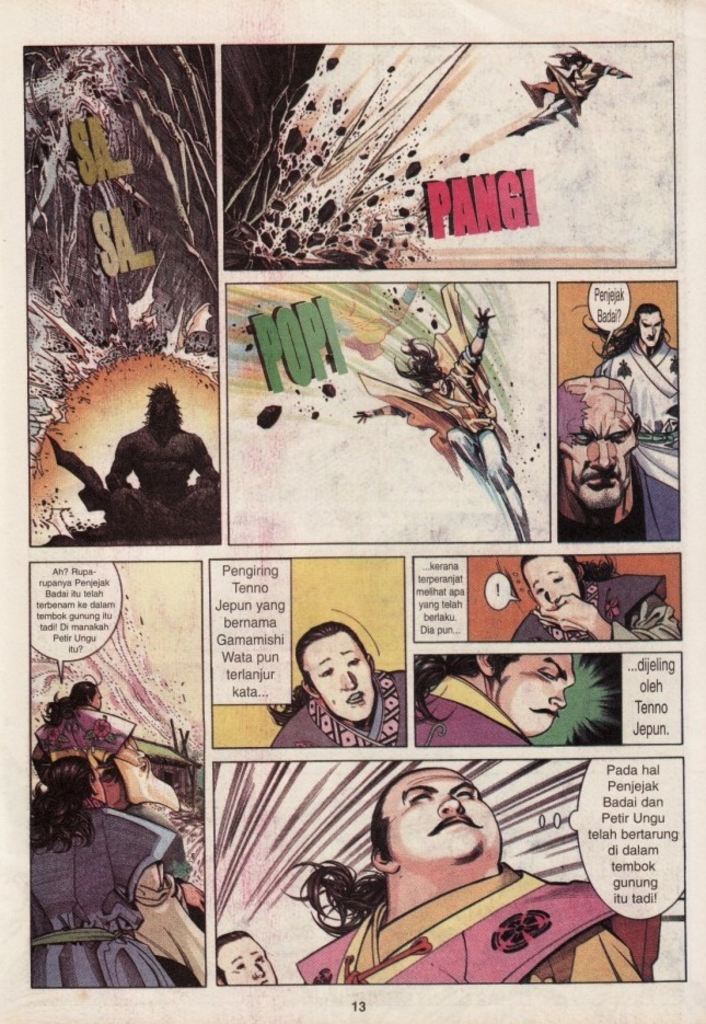 SA...
SA...
PANG!
POP!
Penjejak
Badai?
Ah? Rupa-
rupanya Penjejak
Badai itu telah
terbenam ke dalam
tembok gunung itu
tadi! Di manakah
Petir Ungu
itu?
Pengiring
Tenno
Jepun yang
bernama
Gamamishi
Wata pun
terlanjur
kata...
...kerana
terperanjat
melihat apa
yang telah
berlaku.
Dia pun...
!
...dijeling
oleh
Tenno
Jepun.
Pada hal
Penjejak
Badai dan
Petir Ungu
telah bertarung
di dalam
tembok
gunung
itu tadi!
13